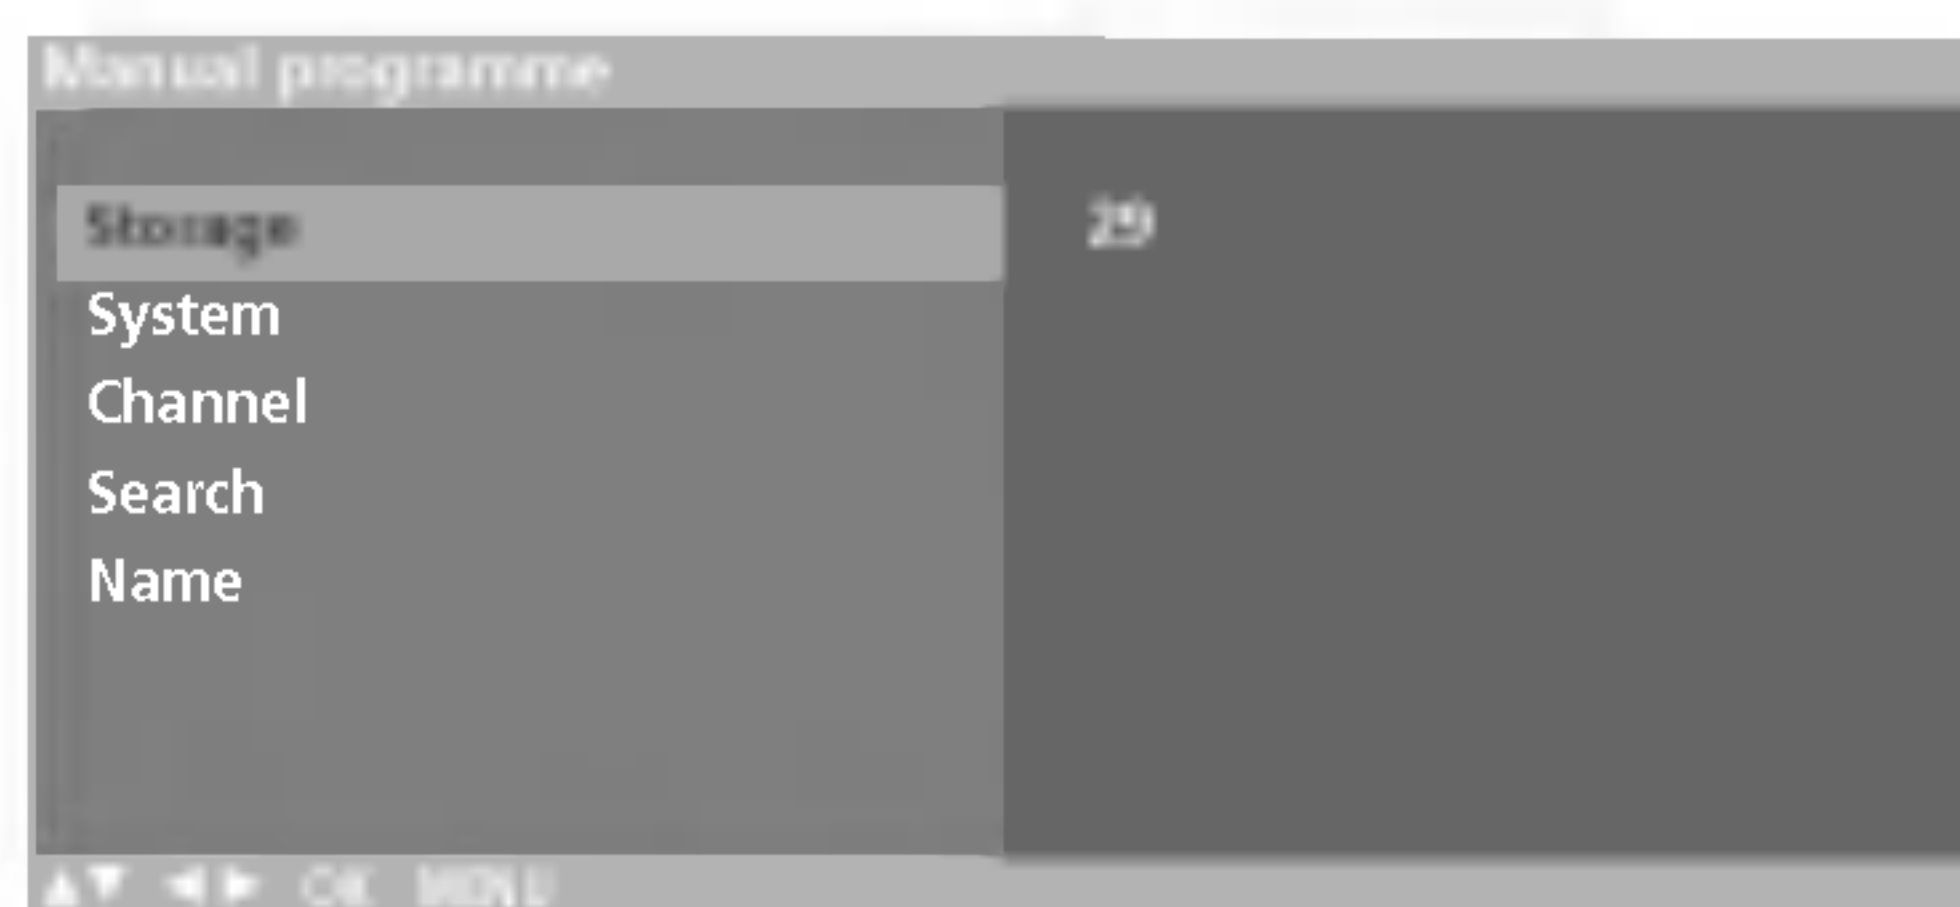 Manual programme
Storage 29
System
Channel
Search
Name
▲▼ ◀▶ OK MENU